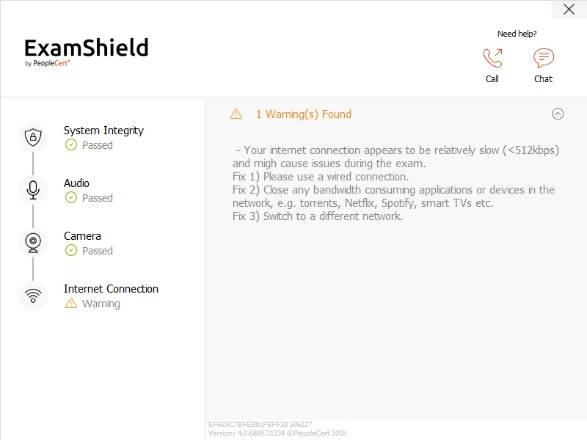 ExamShield
by PeopleCert
Need help?
Call
Chat
System Integrity
Passed
Audio
Passed
Camera
Passed
Internet Connection
Warning
1 Warning(s) Found
- Your internet connection appears to be relatively slow (<512kbps)
and migh cause issues during the exam.
Fix 1) Please use a wired connection.
Fix 2) Close any bandwidth consuming applications or devices in the
network, e.g. torrents, Netflix, Spotify, smart TVs etc.
Fix 3) Switch to a different network.
Version: 4.0.6889.31334 ©PeopleCert 2018